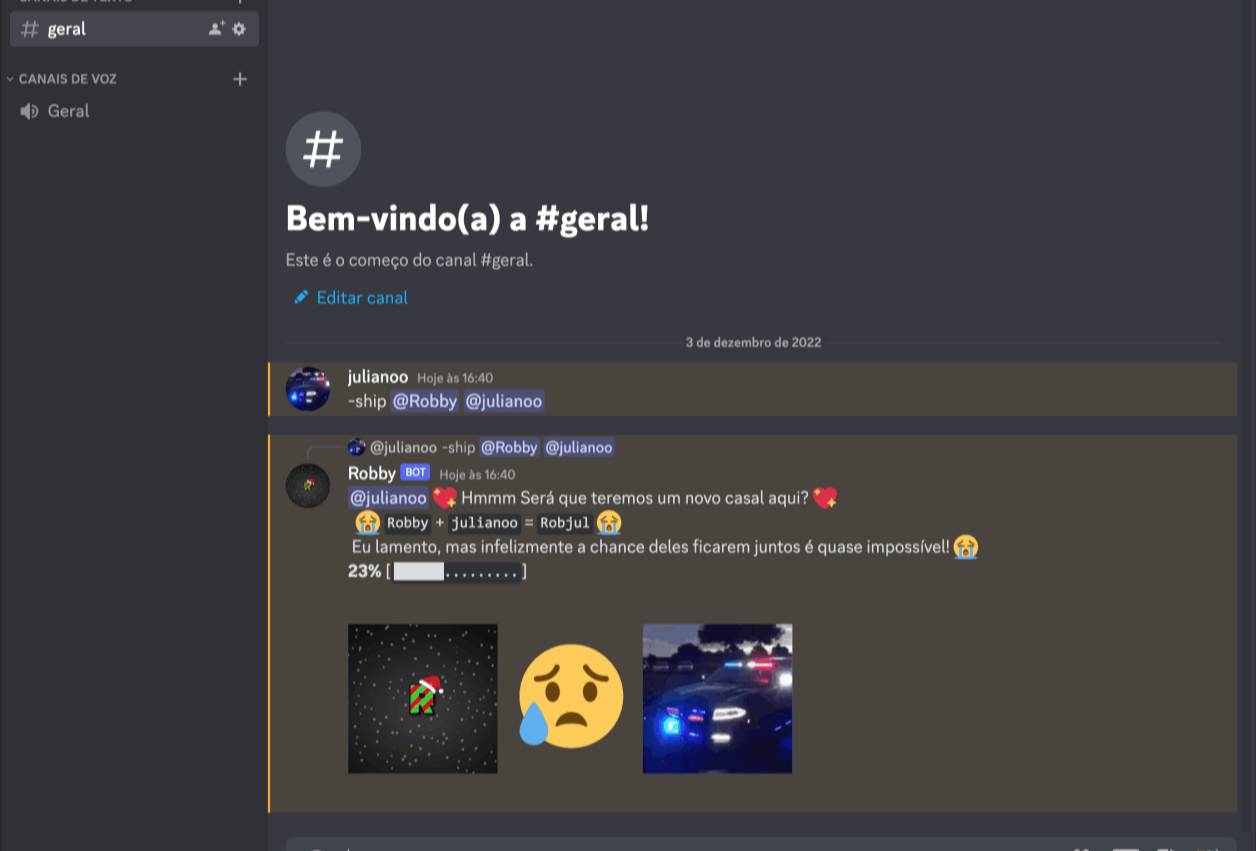 CANAIS DE TEXTO
geral
CANAIS DE VOZ
Geral
Bem-vindo(a) a #geral!
Este é o começo do canal #geral.
Editar canal
3 de dezembro de 2022
julianoo Hoje às 16:40
-ship @Robby @julianoo
@julianoo -ship @Robby @julianoo
Robby BOT Hoje às 16:40
@julianoo 💖 Hmmm Será que teremos um novo casal aqui? 💖
😭 Robby + julianoo = Robjul 😭
Eu lamento, mas infelizmente a chance deles ficarem juntos é quase impossível! 😭
23% [████.........]
R